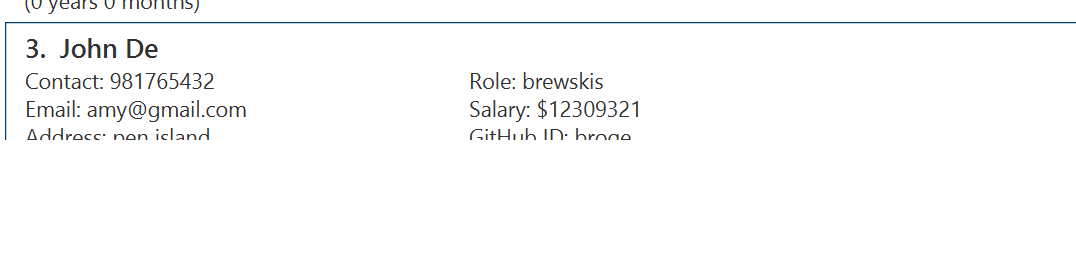 (0 years 0 months)
3. John De
Contact: 981765432
Role: brewskis
Email: amy@gmail.com
Salary: $12309321
Address: pen island
GitHub ID: broge